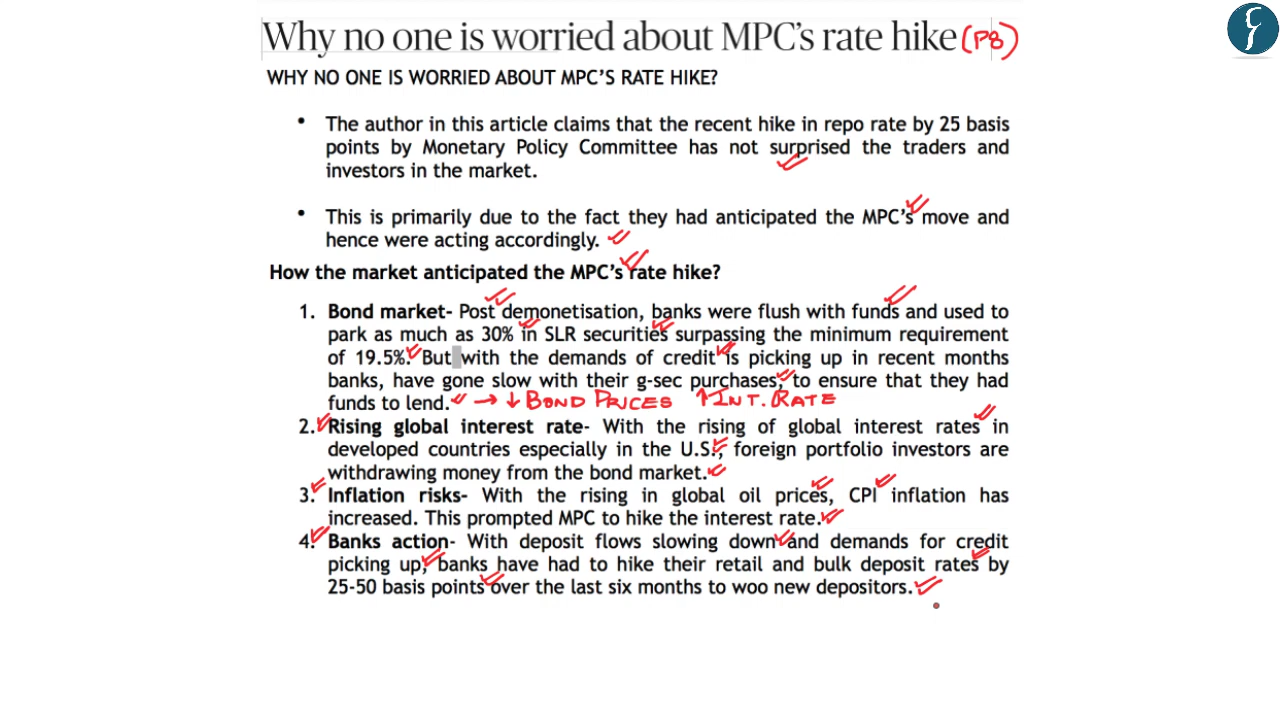 Why no one is worried about MPC's rate hike (P8)
WHY NO ONE IS WORRIED ABOUT MPC'S RATE HIKE?
• The author in this article claims that the recent hike in repo rate by 25 basis
points by Monetary Policy Committee has not surprised the traders and
investors in the market.
• This is primarily due to the fact they had anticipated the MPC's move and
hence were acting accordingly.
How the market anticipated the MPC's rate hike?
1. Bond market- Post demonetisation, banks were flush with funds and used to
park as much as 30% in SLR securities surpassing the minimum requirement
of 19.5%. But with the demands of credit is picking up in recent months
banks, have gone slow with their g-sec purchases, to ensure that they had
funds to lend. → ↓ BOND PRICES ↑ INT. RATE
2. Rising global interest rate- With the rising of global interest rates in
developed countries especially in the U.S., foreign portfolio investors are
withdrawing money from the bond market.
3. Inflation risks- With the rising in global oil prices, CPI inflation has
increased. This prompted MPC to hike the interest rate.
4. Banks action- With deposit flows slowing down and demands for credit
picking up, banks have had to hike their retail and bulk deposit rates by
25-50 basis points over the last six months to woo new depositors.